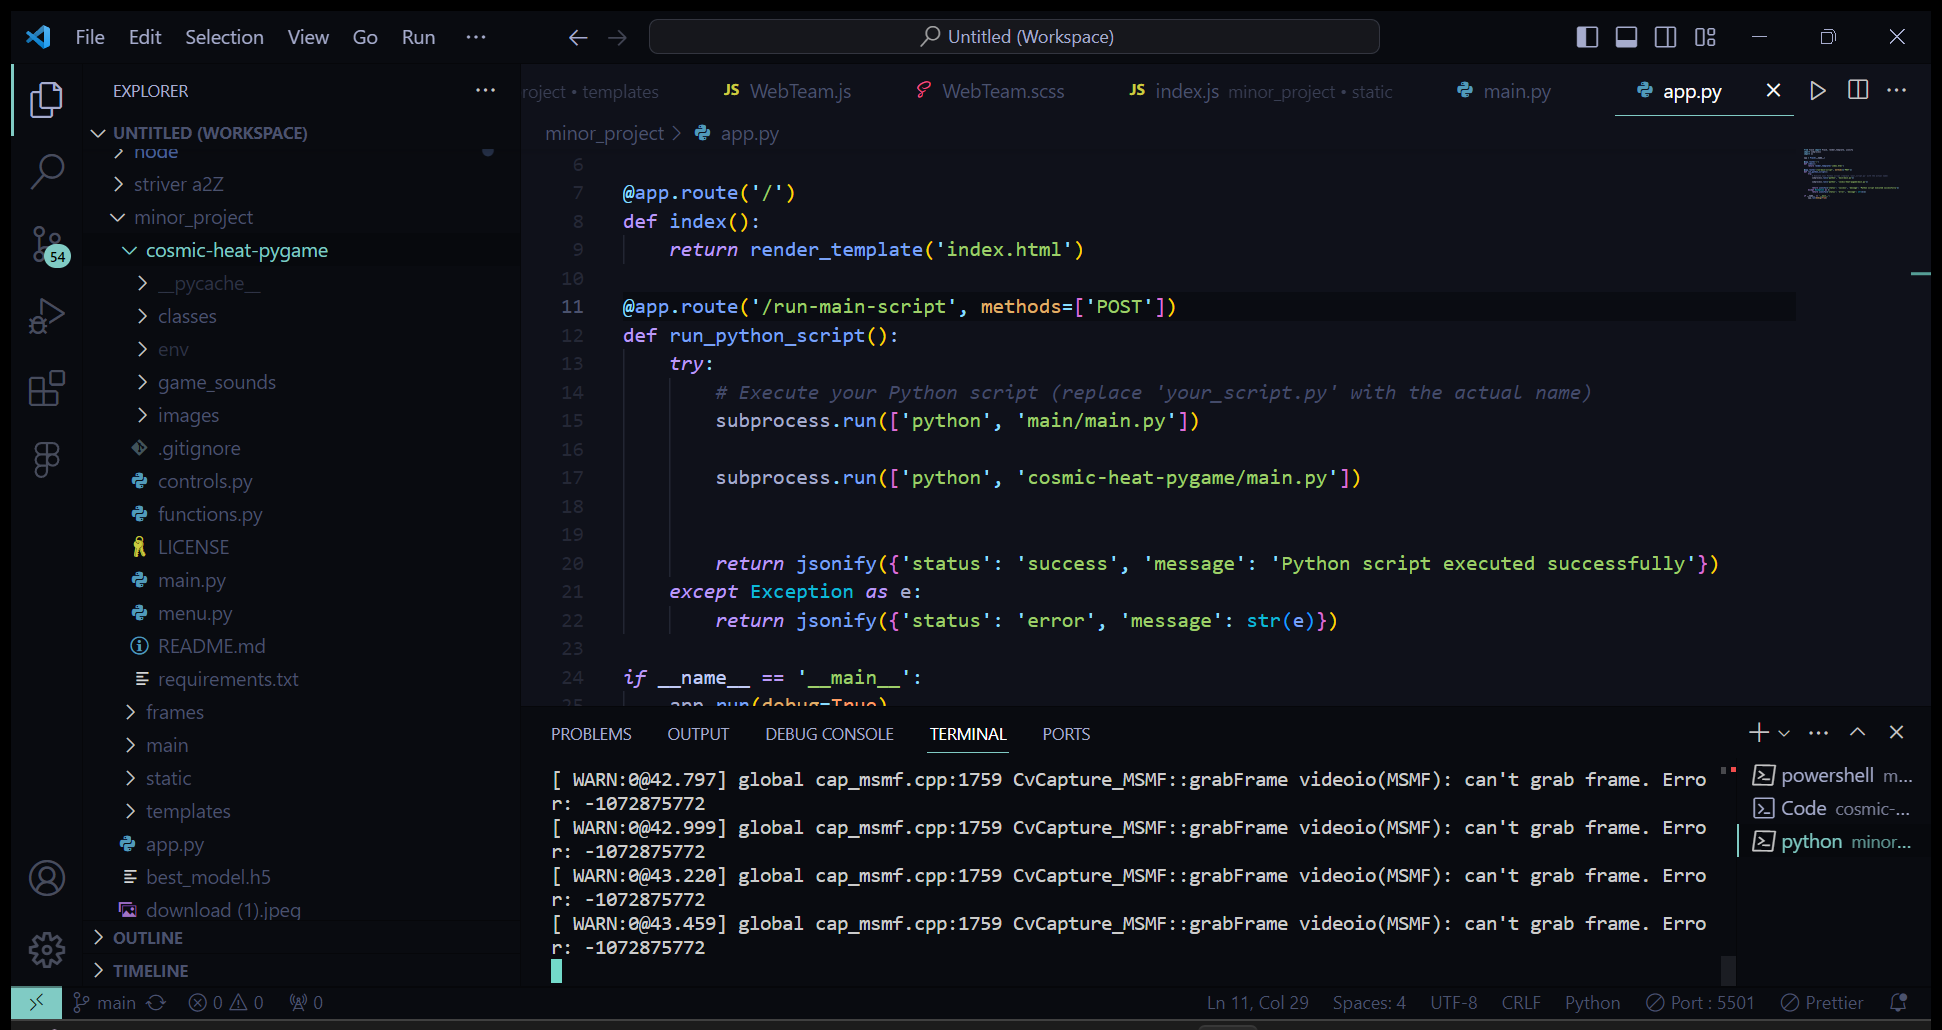 File Edit Selection View Go Run ···
Untitled (Workspace)
EXPLORER
UNTITLED (WORKSPACE)
node
striver a2Z
minor_project
cosmic-heat-pygame
__pycache__
classes
env
game_sounds
images
.gitignore
controls.py
functions.py
LICENSE
main.py
menu.py
README.md
requirements.txt
frames
main
static
templates
app.py
best_model.h5
download (1).jpeg
OUTLINE
TIMELINE
54
roject • templates
JS WebTeam.js
WebTeam.scss
JS index.js minor_project • static
main.py
app.py
minor_project > app.py
6
7 @app.route('/')
8 def index():
9 return render_template('index.html')
10
11 @app.route('/run-main-script', methods=['POST'])
12 def run_python_script():
13 try:
14 # Execute your Python script (replace 'your_script.py' with the actual name)
15 subprocess.run(['python', 'main/main.py'])
16
17 subprocess.run(['python', 'cosmic-heat-pygame/main.py'])
18
19
20 return jsonify({'status': 'success', 'message': 'Python script executed successfully'})
21 except Exception as e:
22 return jsonify({'status': 'error', 'message': str(e)})
23
24 if __name__ == '__main__':
25 app.run(debug=True)
PROBLEMS OUTPUT DEBUG CONSOLE TERMINAL PORTS
[ WARN:0@42.797] global cap_msmf.cpp:1759 CvCapture_MSMF::grabFrame videoio(MSMF): can't grab frame. Erro
r: -1072875772
[ WARN:0@42.999] global cap_msmf.cpp:1759 CvCapture_MSMF::grabFrame videoio(MSMF): can't grab frame. Erro
r: -1072875772
[ WARN:0@43.220] global cap_msmf.cpp:1759 CvCapture_MSMF::grabFrame videoio(MSMF): can't grab frame. Erro
r: -1072875772
[ WARN:0@43.459] global cap_msmf.cpp:1759 CvCapture_MSMF::grabFrame videoio(MSMF): can't grab frame. Erro
r: -1072875772
powershell m...
Code cosmic-...
python minor...
main 0 0 0
Ln 11, Col 29 Spaces: 4 UTF-8 CRLF Python Port : 5501 Prettier